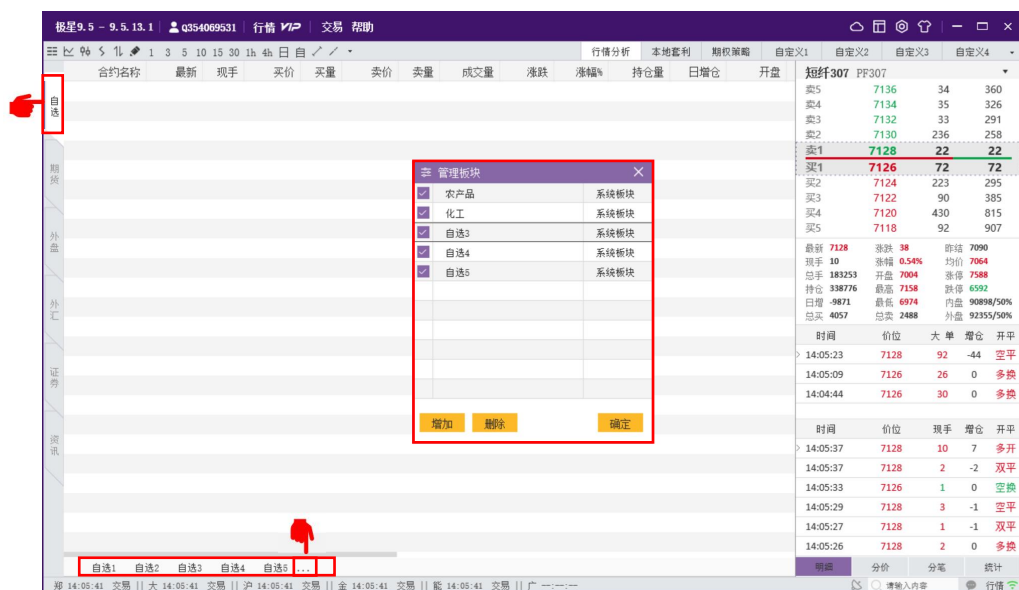 极星9.5 - 9.5.13.1 Q354069531 行情 VIP 交易 帮助
1 3 5 10 15 30 1h 4h 日 自
行情分析 本地套利 期权策略 自定义1 自定义2 自定义3 自定义4
合约名称 最新 现手 买价 买量 卖价 卖量 成交量 涨跌 涨幅% 持仓量 日增仓 开盘
自选
期货
外盘
外汇
证券
资讯
管理板块
农产品 系统板块
化工 系统板块
自选3 系统板块
自选4 系统板块
自选5 系统板块
增加 删除 确定
自选1 自选2 自选3 自选4 自选5 ...
短纤307 PF307
卖5 7136 34 360
卖4 7134 35 326
卖3 7132 33 291
卖2 7130 236 258
卖1 7128 22 22
买1 7126 72 72
买2 7124 223 295
买3 7122 90 385
买4 7120 430 815
买5 7118 92 907
最新 7128 涨跌 38 昨结 7090
现手 10 涨幅 0.54% 均价 7064
总手 183253 开盘 7004 涨停 7588
持仓 338776 最高 7158 跌停 6592
日增 -9871 最低 6974 内盘 90898/50%
总买 4057 总卖 2488 外盘 92355/50%
时间 价位 大单 增仓 开平
14:05:23 7128 92 -44 空平
14:05:09 7126 26 0 多换
14:04:44 7126 30 0 多换
时间 价位 现手 增仓 开平
14:05:37 7128 10 7 多开
14:05:37 7128 2 -2 双平
14:05:33 7126 1 0 空换
14:05:29 7128 3 -1 空平
14:05:27 7128 1 -1 双平
14:05:26 7128 2 0 多换
明细 分价 分笔 统计
郑 14:05:41 交易 || 大 14:05:41 交易 || 沪 14:05:41 交易 || 金 14:05:41 交易 || 能 14:05:41 交易 || 广 --:--:--
请输入内容 行情